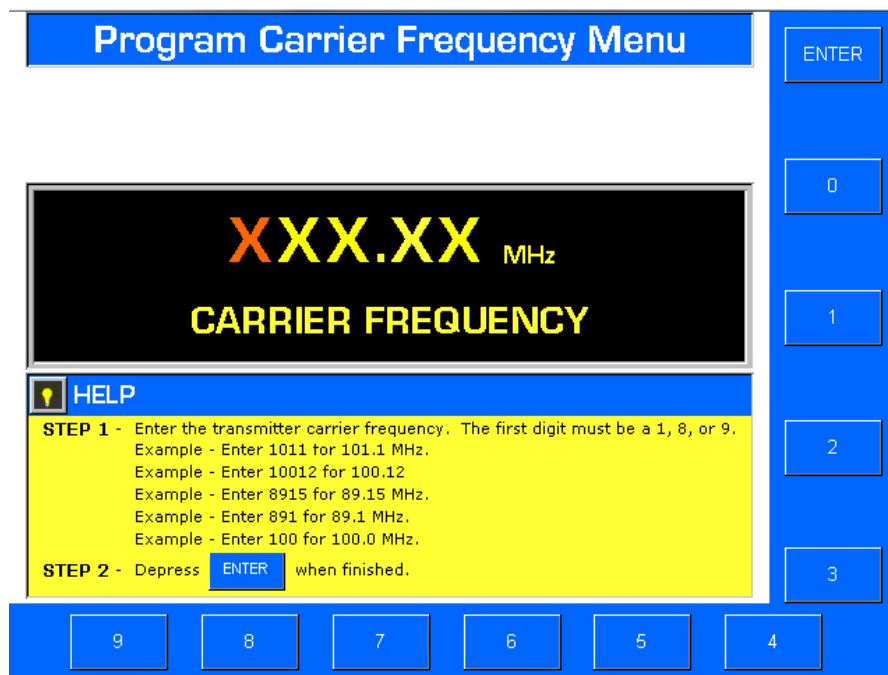 Program Carrier Frequency Menu
ENTER
0
XXX.XX MHz
CARRIER FREQUENCY
1
HELP
STEP 1 - Enter the transmitter carrier frequency. The first digit must be a 1, 8, or 9.
Example - Enter 1011 for 101.1 MHz.
Example - Enter 10012 for 100.12
Example - Enter 8915 for 89.15 MHz.
Example - Enter 891 for 89.1 MHz.
Example - Enter 100 for 100.0 MHz.
STEP 2 - Depress ENTER when finished.
2
3
9 8 7 6 5 4